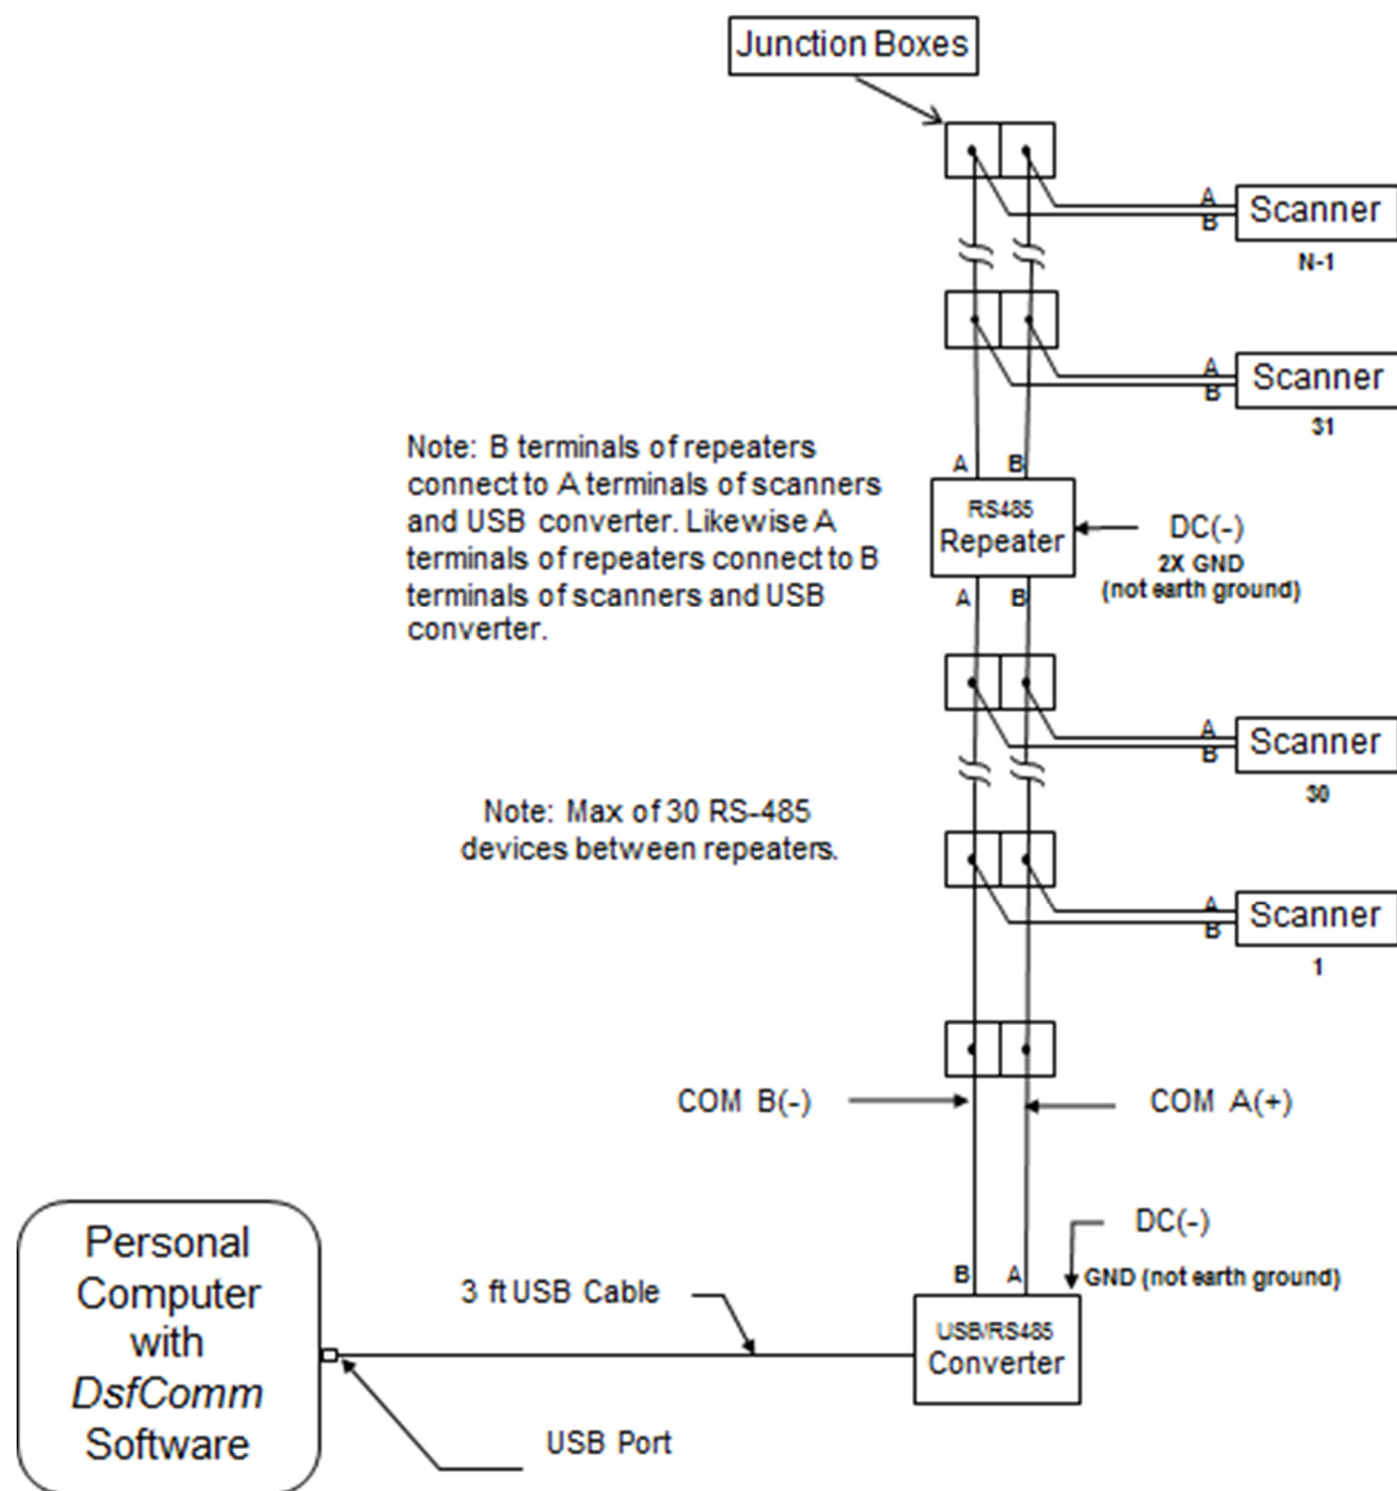 Junction Boxes
A
B
Scanner
N-1
A
B
Scanner
31
Note: B terminals of repeaters
connect to A terminals of scanners
and USB converter. Likewise A
terminals of repeaters connect to B
terminals of scanners and USB
converter.
A B
RS485
Repeater
DC(-)
2X GND
(not earth ground)
A B
A
B
Scanner
30
Note: Max of 30 RS-485
devices between repeaters.
A
B
Scanner
1
COM B(-)
COM A(+)
DC(-)
B A
GND (not earth ground)
Personal
Computer
with
DsfComm
Software
3 ft USB Cable
USB/RS485
Converter
USB Port